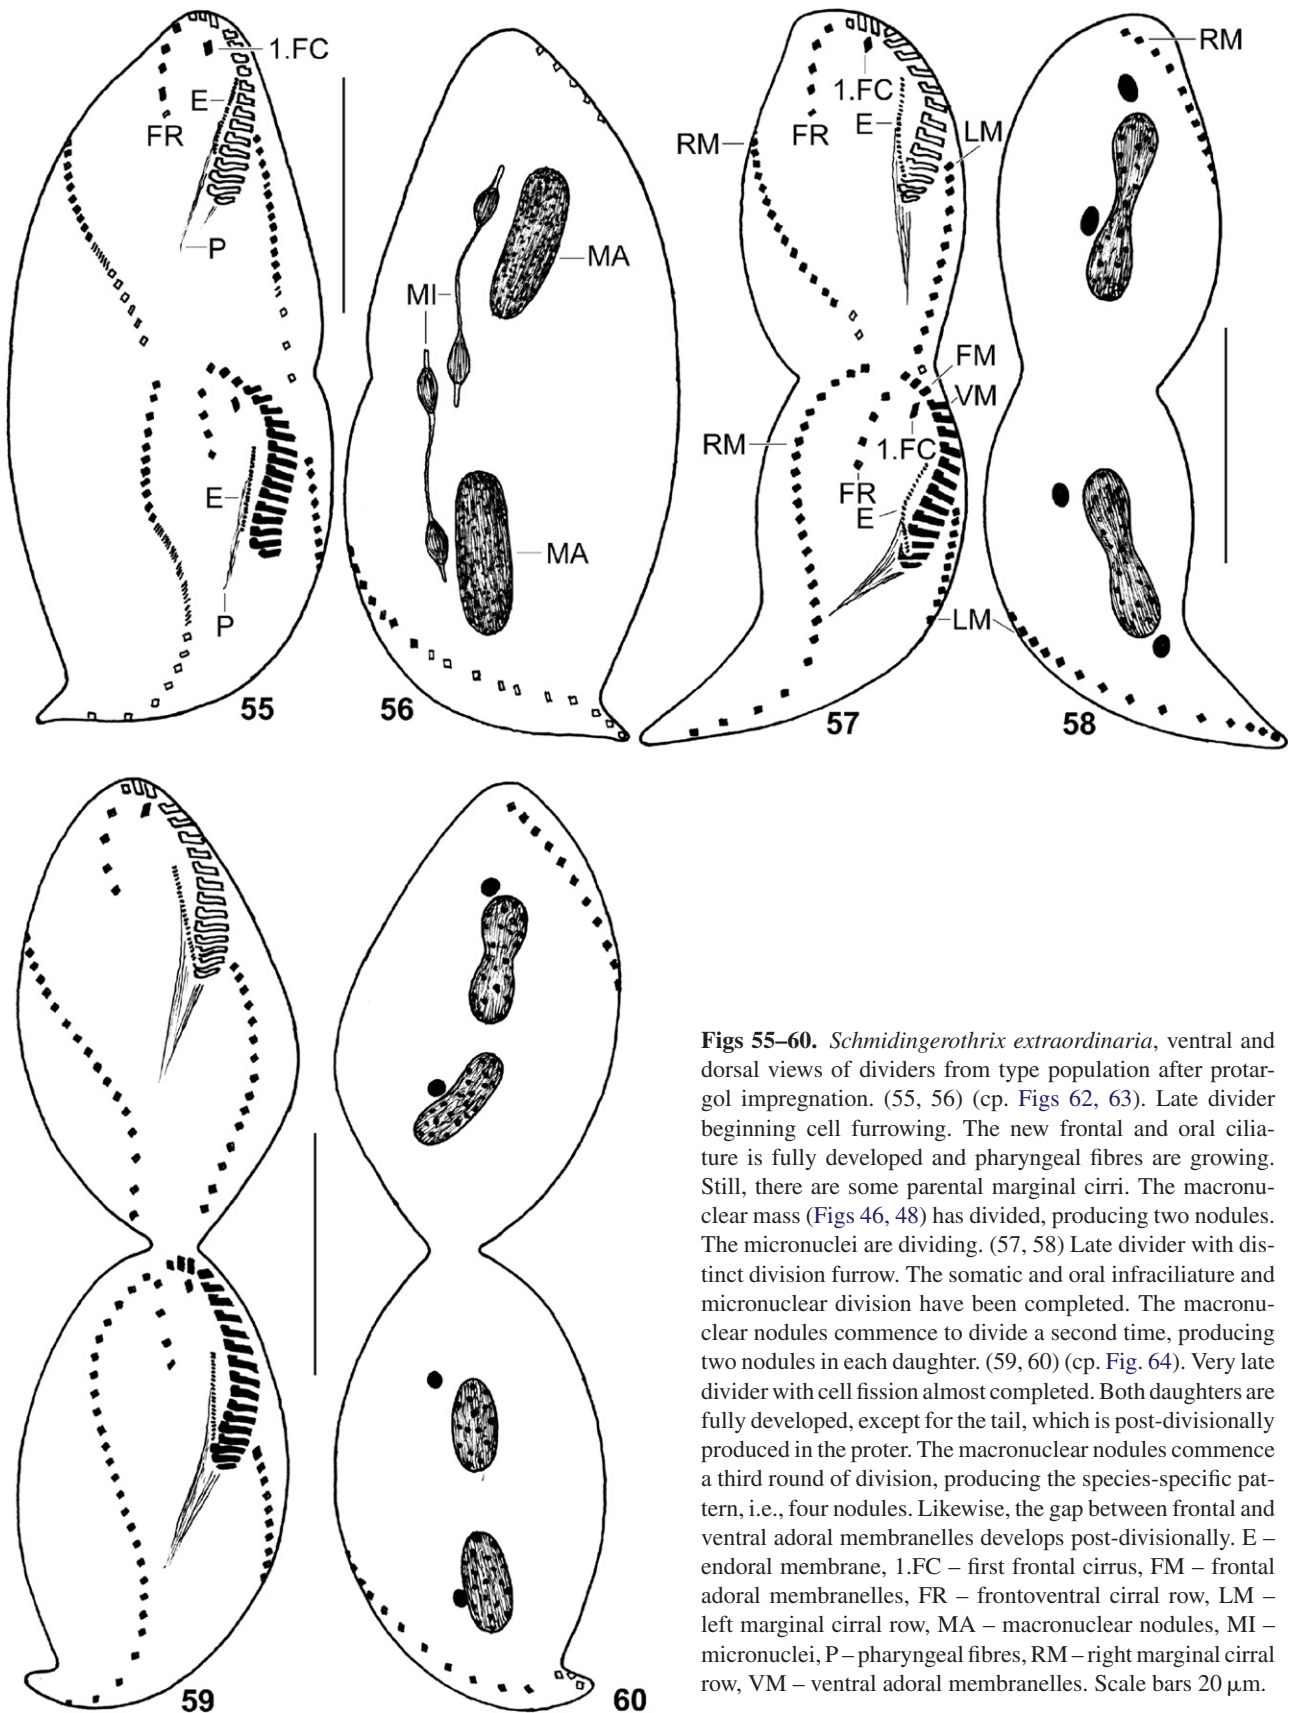 1.FC
E
FR
P
E
P
55
MI
MA
MA
56
1.FC
FR
E
RM
LM
FM
VM
1.FC
RM
FR
E
LM
57
RM
58
59
60
Figs 55–60. Schmidingerothrix extraordinaria, ventral and
dorsal views of dividers from type population after protar-
gol impregnation. (55, 56) (cp. Figs 62, 63). Late divider
beginning cell furrowing. The new frontal and oral cilia-
ture is fully developed and pharyngeal fibres are growing.
Still, there are some parental marginal cirri. The macronu-
clear mass (Figs 46, 48) has divided, producing two nodules.
The micronuclei are dividing. (57, 58) Late divider with dis-
tinct division furrow. The somatic and oral infraciliature and
micronuclear division have been completed. The macronu-
clear nodules commence to divide a second time, producing
two nodules in each daughter. (59, 60) (cp. Fig. 64). Very late
divider with cell fission almost completed. Both daughters are
fully developed, except for the tail, which is post-divisionally
produced in the proter. The macronuclear nodules commence
a third round of division, producing the species-specific pat-
tern, i.e., four nodules. Likewise, the gap between frontal and
ventral adoral membranelles develops post-divisionally. E –
endoral membrane, 1.FC – first frontal cirrus, FM – frontal
adoral membranelles, FR – frontoventral cirral row, LM –
left marginal cirral row, MA – macronuclear nodules, MI –
micronuclei, P – pharyngeal fibres, RM – right marginal cirral
row, VM – ventral adoral membranelles. Scale bars 20 μm.